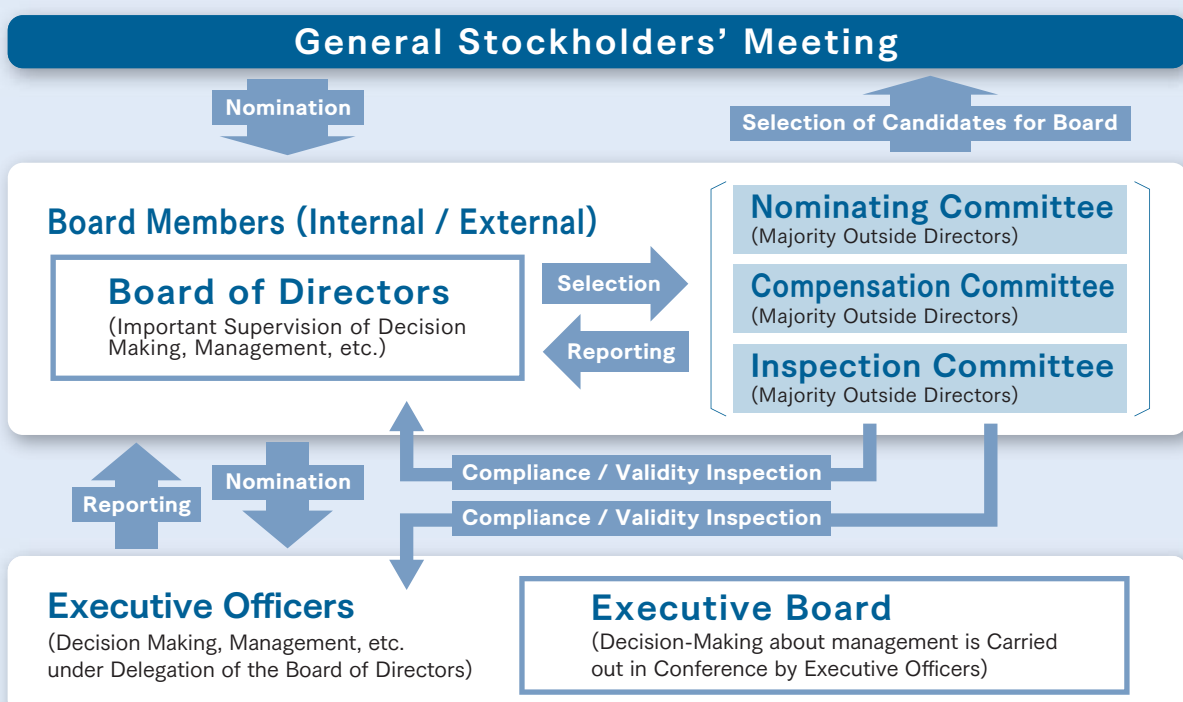 General Stockholders' Meeting
Nomination
Selection of Candidates for Board
Board Members (Internal / External)
Board of Directors
(Important Supervision of Decision
Making, Management, etc.)
Selection
Reporting
Nominating Committee
(Majority Outside Directors)
Compensation Committee
(Majority Outside Directors)
Inspection Committee
(Majority Outside Directors)
Reporting
Nomination
Compliance / Validity Inspection
Compliance / Validity Inspection
Executive Officers
(Decision Making, Management, etc.
under Delegation of the Board of Directors)
Executive Board
(Decision-Making about management is Carried
out in Conference by Executive Officers)